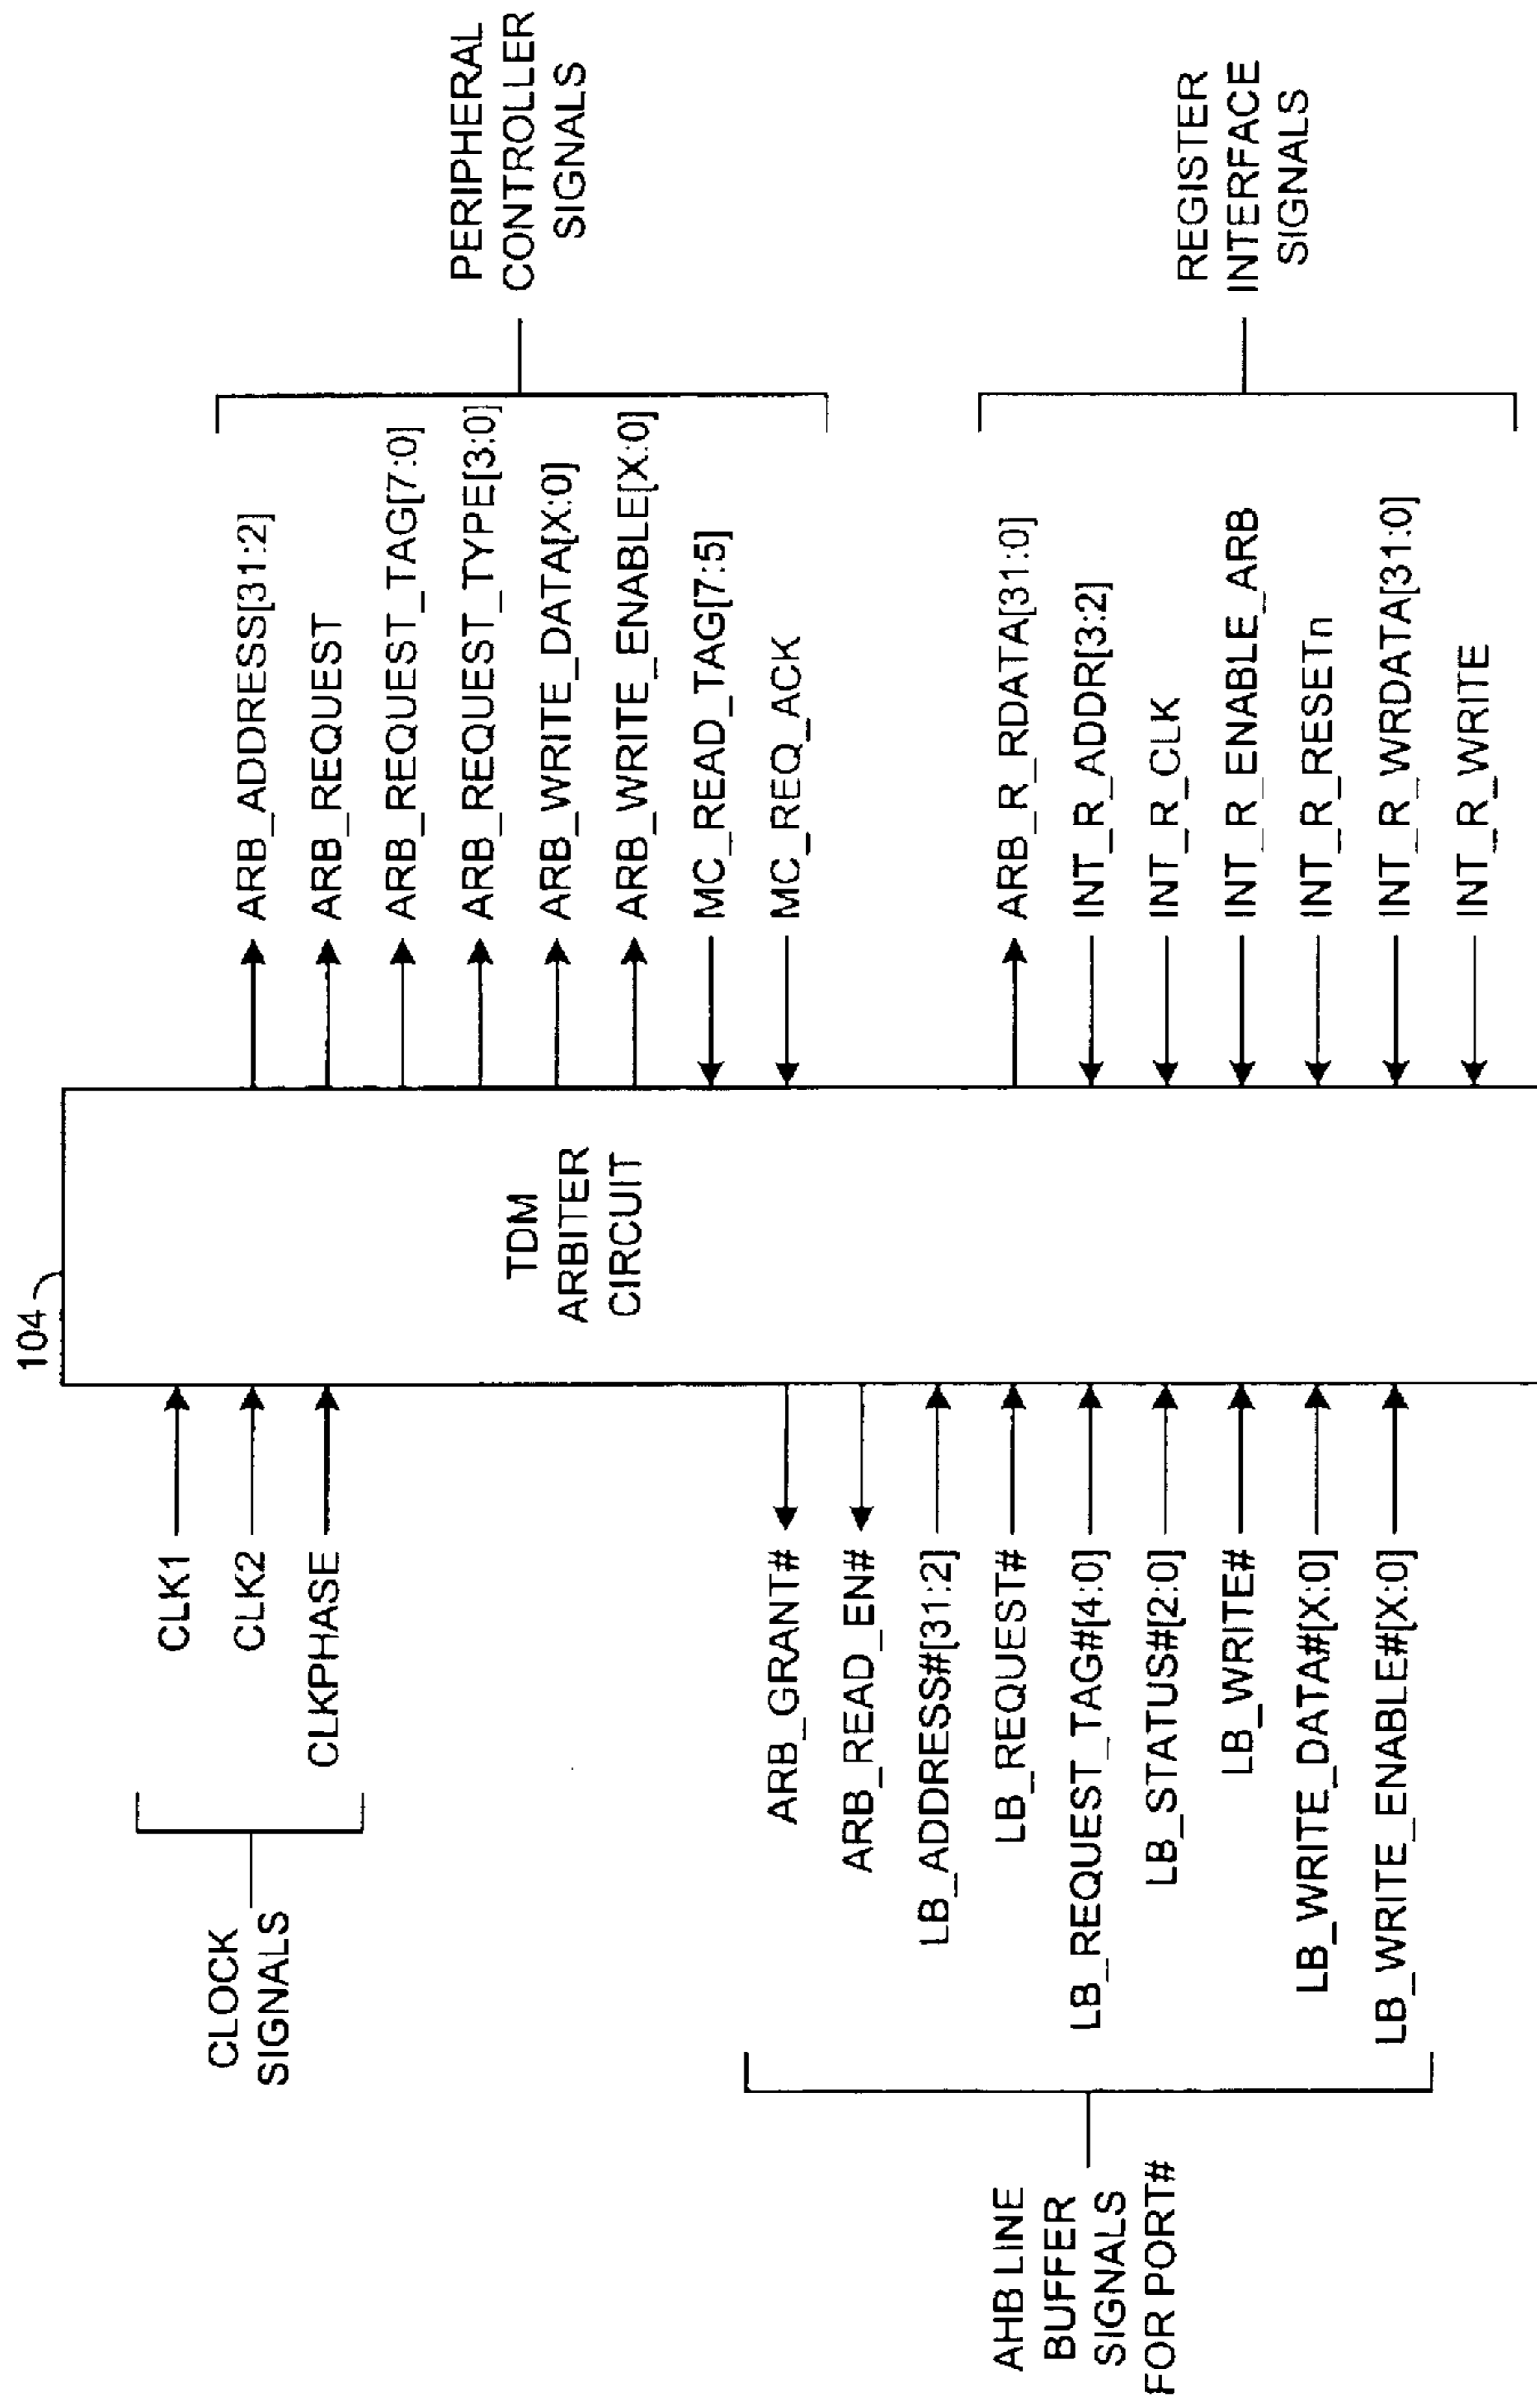 104
TDM
ARBITER
CIRCUIT
CLOCK
SIGNALS
CLK1
CLK2
CLKPHASE
AHB LINE
BUFFER
SIGNALS
FOR PORT#
ARB_GRANT#
ARB_READ_EN#
LB_ADDRESS#[31:2]
LB_REQUEST#
LB_REQUEST_TAG#[4:0]
LB_STATUS#[2:0]
LB_WRITE#
LB_WRITE_DATA#[X:0]
LB_WRITE_ENABLE#[X:0]
ARB_ADDRESS[31:2]
ARB_REQUEST
ARB_REQUEST_TAG[7:0]
ARB_REQUEST_TYPE[3:0]
ARB_WRITE_DATA[X:0]
ARB_WRITE_ENABLE[X:0]
MC_READ_TAG[7:5]
MC_REQ_ACK
PERIPHERAL
CONTROLLER
SIGNALS
ARB_R_RDATA[31:0]
INT_R_ADDR[3:2]
INT_R_CLK
INT_R_ENABLE_ARB
INT_R_RESETn
INT_R_WRDATA[31:0]
INT_R_WRITE
REGISTER
INTERFACE
SIGNALS